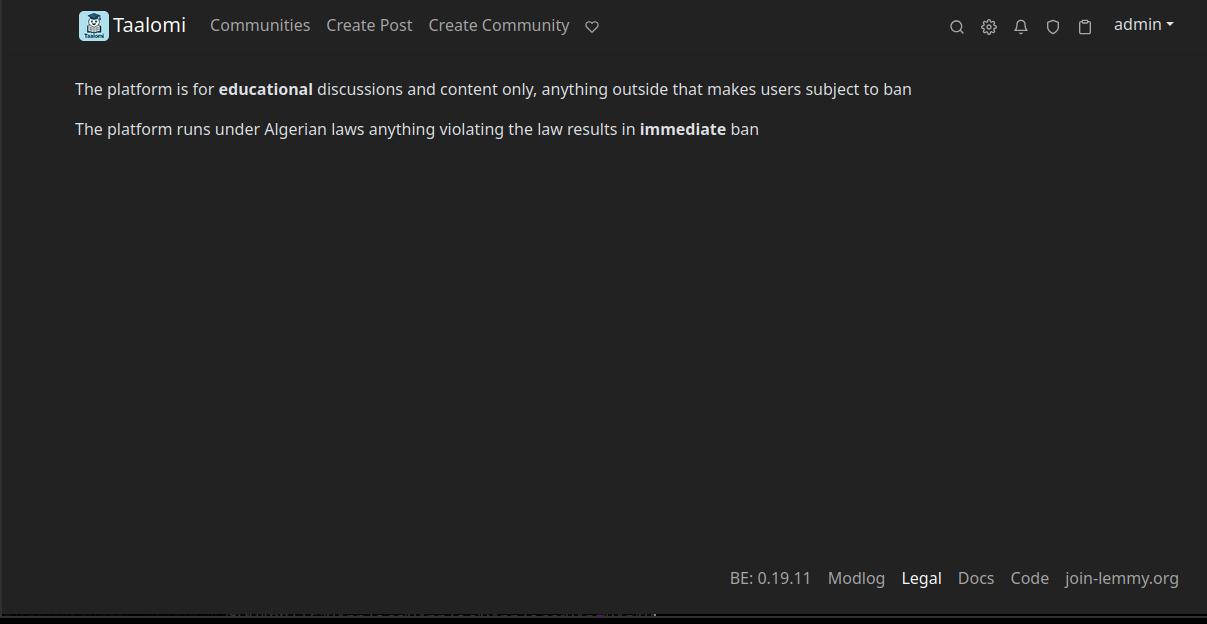 Taalomi
Taalomi Communities Create Post Create Community admin
The platform is for educational discussions and content only, anything outside that makes users subject to ban
The platform runs under Algerian laws anything violating the law results in immediate ban
BE: 0.19.11 Modlog Legal Docs Code join-lemmy.org